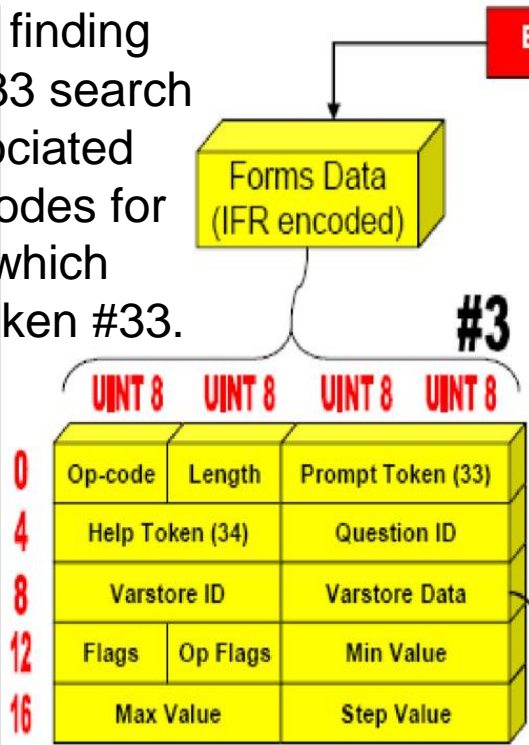 finding
33 search
ociated
odes for
which
ken #33.
E
Forms Data
(IFR encoded)
#3
UINT 8 UINT 8 UINT 8 UINT 8
0 Op-code Length Prompt Token (33)
4 Help Token (34) Question ID
8 Varstore ID Varstore Data
12 Flags Op Flags Min Value
16 Max Value Step Value